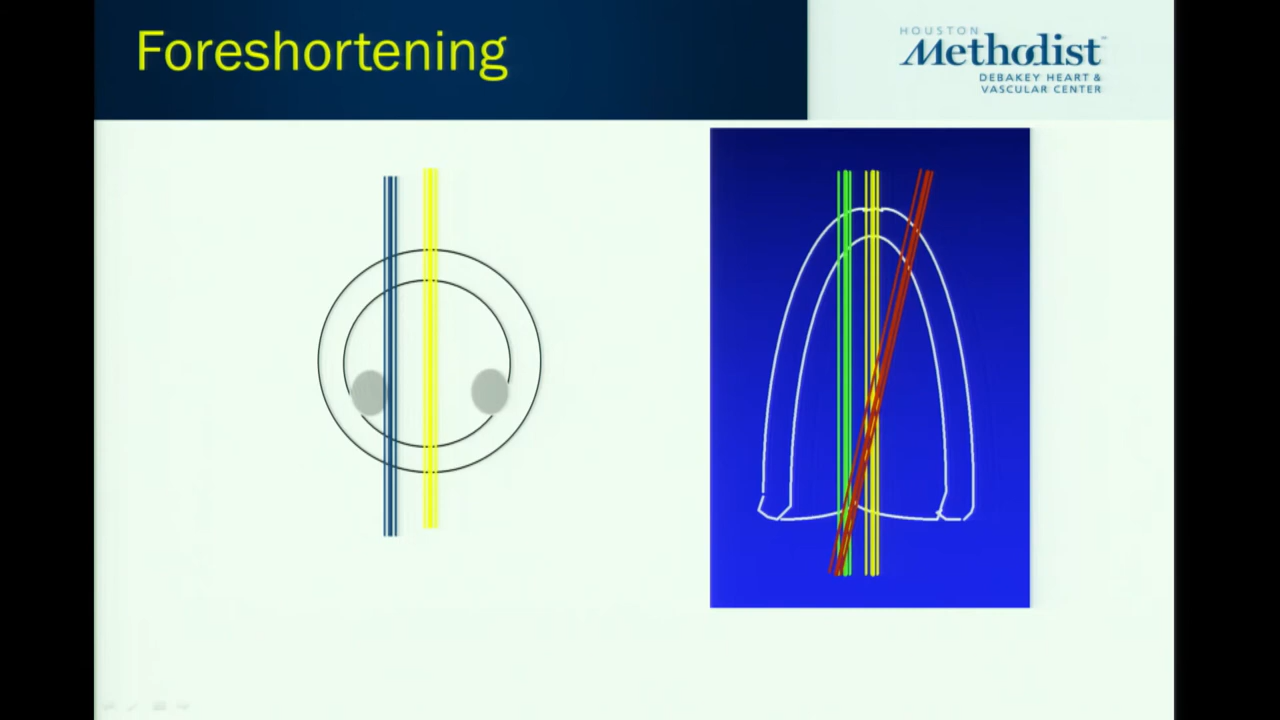 Foreshortening
HOUSTON
Methodist
DEBAKEY HEART &
VASCULAR CENTER